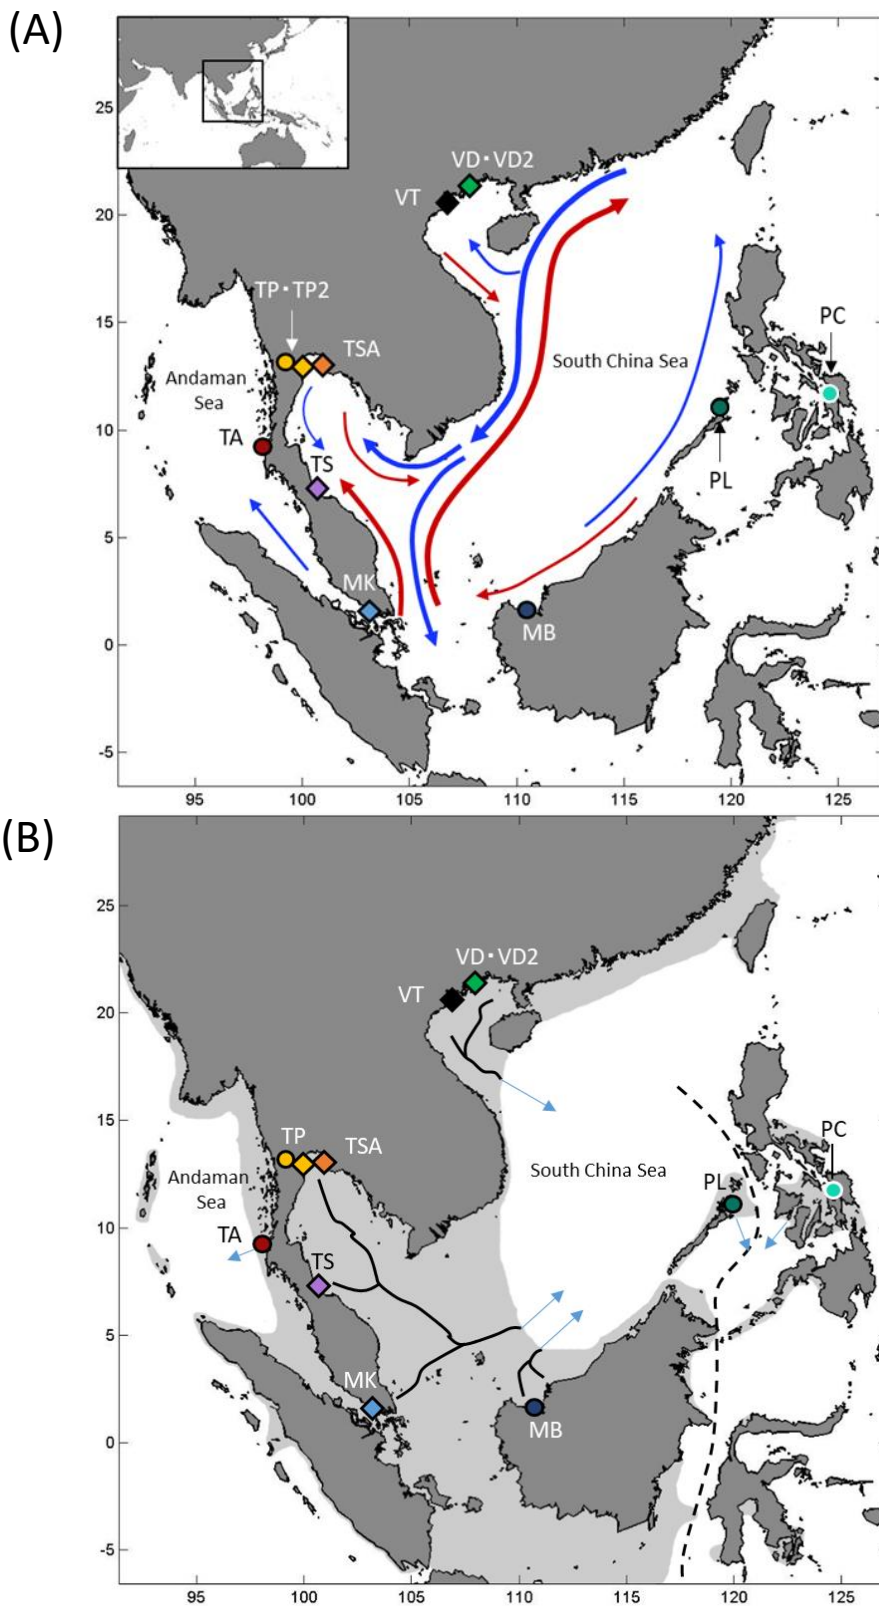 (A)
25
20
15
10
5
0
-5
VD・VD2
VT
TP・TP2
TSA
PC
South China Sea
Andaman
Sea
TA
TS
PL
MK
MB
95
100
105
110
115
120
125
(B)
25
20
15
10
5
0
-5
VD・VD2
VT
TP
TSA
PC
South China Sea
PL
Andaman
Sea
TA
TS
MK
MB
95
100
105
110
115
120
125